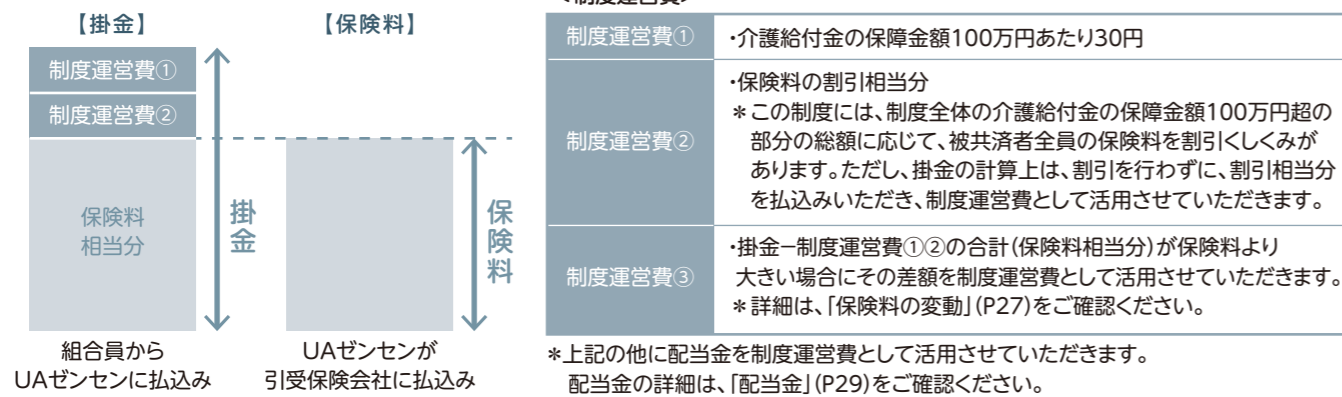 【掛金】
【保険料】
制度運営費①
制度運営費②
保険料
相当分
掛金
保険料
組合員から
UAゼンセンに払込み
UAゼンセンが
引受保険会社に払込み
制度運営費①
・介護給付金の保障金額100万円あたり30円
制度運営費②
・保険料の割引相当分
＊この制度には、制度全体の介護給付金の保障金額100万円超の
部分の総額に応じて、被共済者全員の保険料を割引くしくみが
あります。ただし、掛金の計算上は、割引を行わずに、割引相当分
を払込みいただき、制度運営費として活用させていただきます。
制度運営費③
・掛金－制度運営費①②の合計（保険料相当分）が保険料より
大きい場合にその差額を制度運営費として活用させていただきます。
＊詳細は、「保険料の変動」（P27）をご確認ください。
＊上記の他に配当金を制度運営費として活用させていただきます。
配当金の詳細は、「配当金」（P29）をご確認ください。